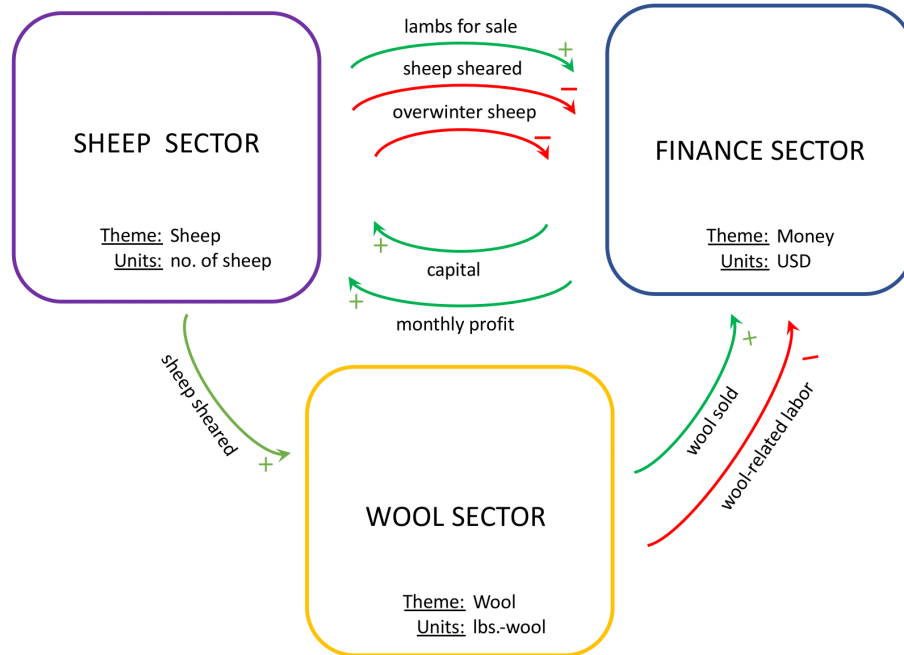 lambs for sale
+
sheep sheared
−
overwinter sheep
−
SHEEP SECTOR
Theme: Sheep
Units: no. of sheep
FINANCE SECTOR
Theme: Money
Units: USD
+
capital
+
monthly profit
sheep sheared
+
wool sold
+
wool-related labor
−
WOOL SECTOR
Theme: Wool
Units: lbs.-wool